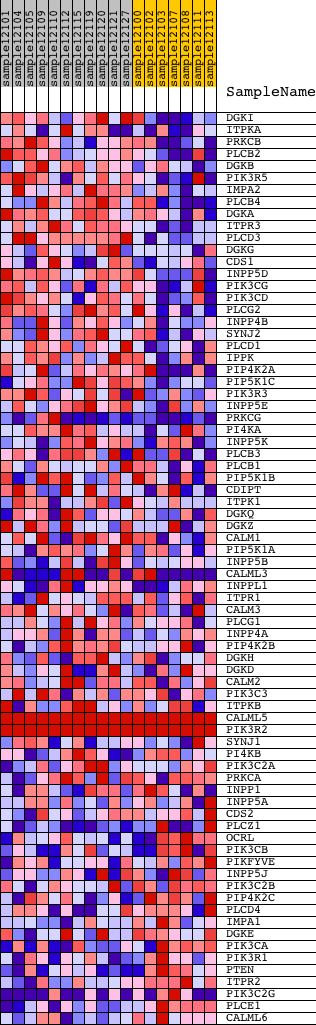 sample12101
sample12104
sample12105
sample12109
sample12110
sample12112
sample12115
sample12120
sample12127
sample12100
sample12102
sample12103
sample12107
sample12108
sample12111
SampleName
DGKI
ITPKA
PRKCB
PLCB2
DGKB
PIK3R5
IMPA2
PLCB4
DGKA
ITPR3
PLCD3
DGKG
CDS1
INPP5D
PIK3CG
PIK3CD
PLCG2
INPP4B
SYNJ2
PLCD1
IPPK
PIP4K2A
PIP5K1C
PIK3R3
INPP5E
PRKCG
PI4KA
INPP5K
PLCB3
PLCB1
PIP5K1B
CDIPT
ITPK1
DGKQ
DGKZ
CALM1
PIP5K1A
INPP5B
CALML3
INPPL1
ITPR1
CALM3
PLCG1
INPP4A
PIP4K2B
DGKH
DGKD
CALM2
PIK3C3
ITPKB
CALML5
PIK3R2
SYNJ1
PI4KB
PIK3C2A
PRKCA
INPP1
INPP5A
CDS2
PLCZ1
OCRL
PIK3CB
PIKFYVE
INPP5J
PIK3C2B
PIP4K2C
PLCD4
IMPA1
DGKE
PIK3CA
PIK3R1
PTEN
ITPR2
PIK3C2G
PLCE1
CALML6